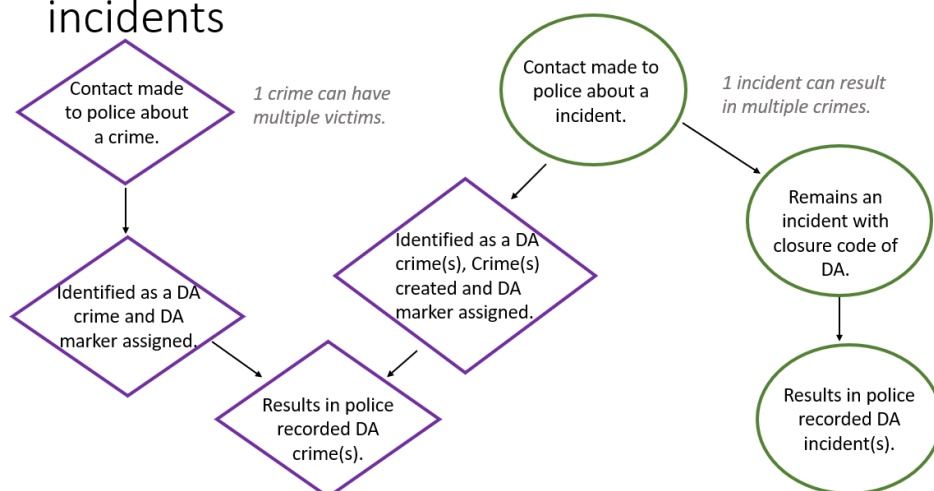 incidents
Contact made
to police about
a crime.
1 crime can have
multiple victims.
Contact made to
police about a
incident.
1 incident can result
in multiple crimes.
Identified as a DA
crime and DA
marker assigned.
Identified as a DA
crime(s), Crime(s)
created and DA
marker assigned.
Remains an
incident with
closure code of
DA.
Results in police
recorded DA
crime(s).
Results in police
recorded DA
incident(s).